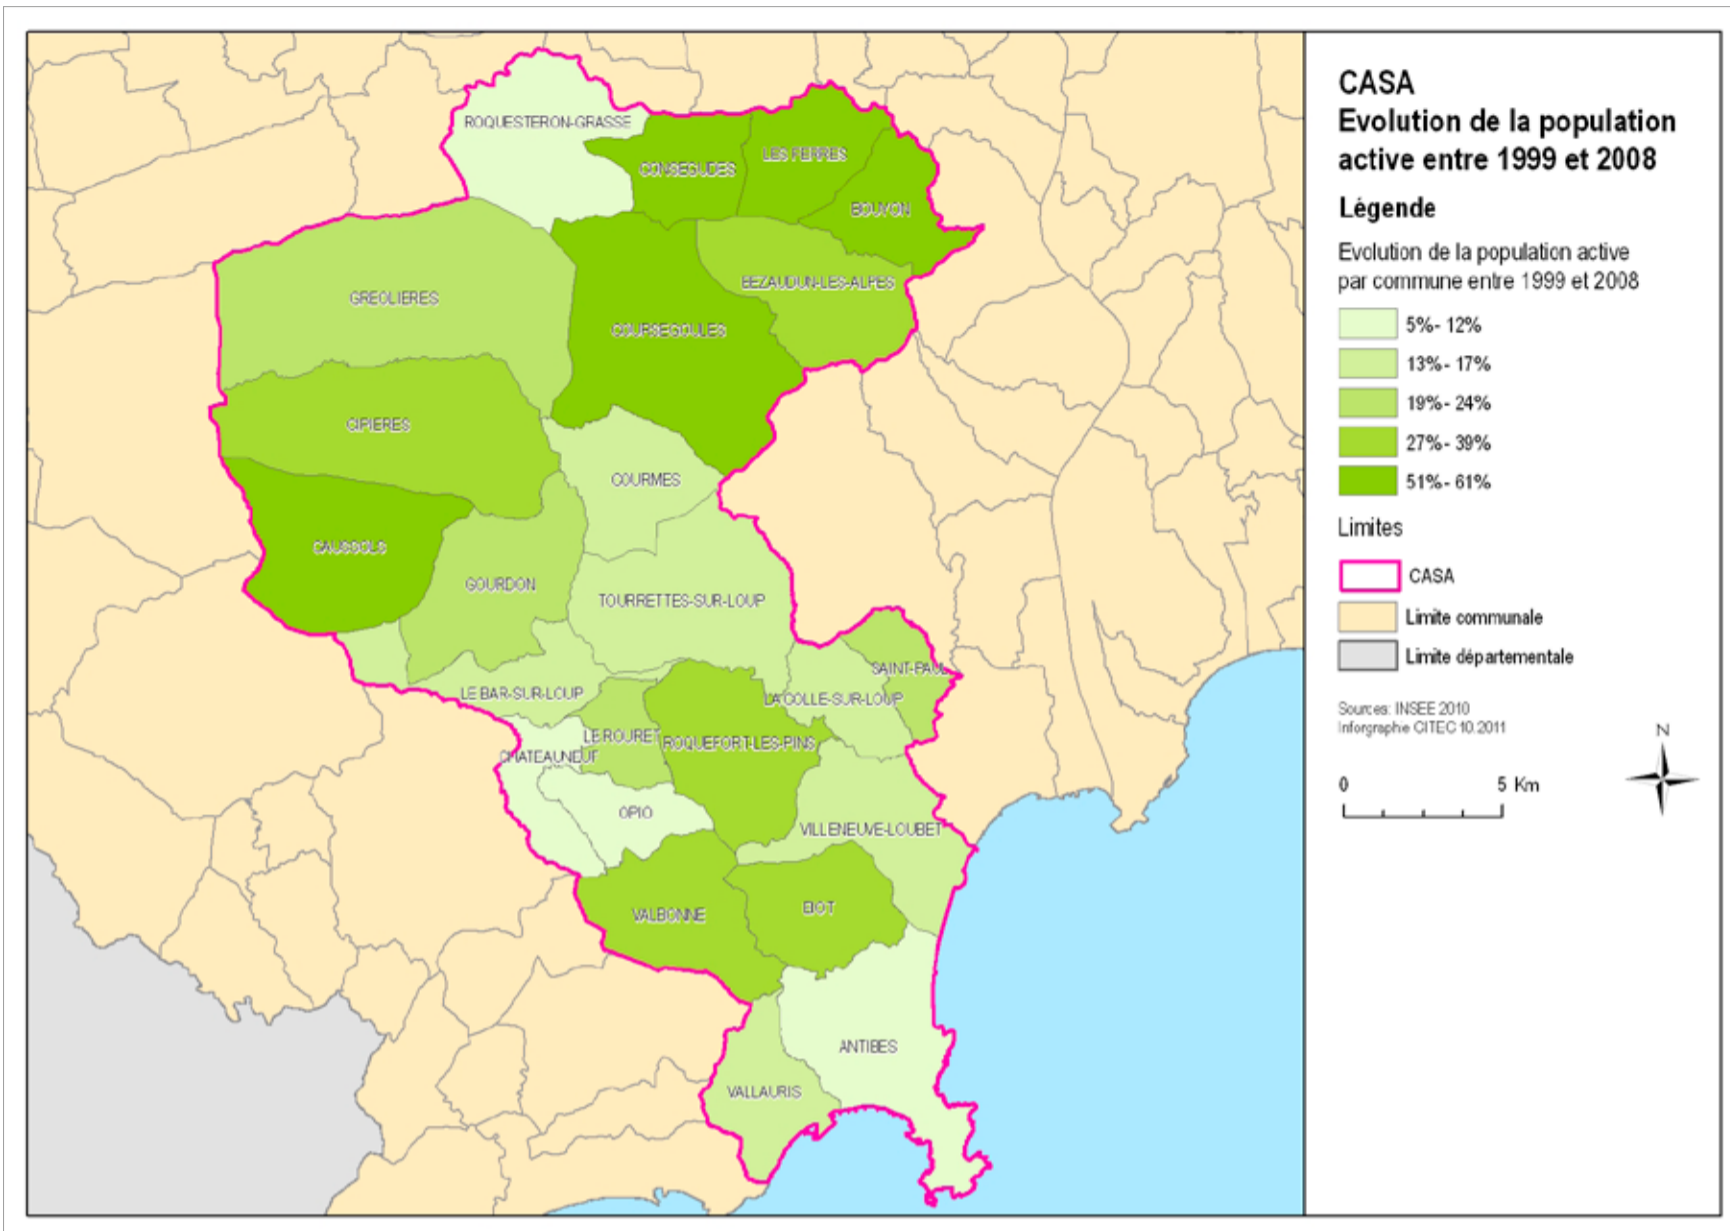 CASA
Evolution de la population
active entre 1999 et 2008
Légende
Evolution de la population active
par commune entre 1999 et 2008
5%- 12%
13%- 17%
19%- 24%
27%- 39%
51%- 61%
Limites
CASA
Limite communale
Limite départementale
Sources: INSEE 2010
Inforgraphie CITEC 10.2011
N
0 5 Km
ROQUESTERON-GRASSE
CONSEGUDES
LES FERRES
BOUYON
GREOLIERES
BEZAUDUN-LES-ALPES
COURSEGOULES
CIPIERES
COURMES
CAUSSOLS
GOURDON
TOURRETTES-SUR-LOUP
SAINT-PAUL
LE BAR-SUR-LOUP
LA COLLE-SUR-LOUP
LE ROURET
ROQUEFORT-LES-PINS
CHATEAUNEUF
OPIO
VILLENEUVE-LOUBET
VALBONNE
BIOT
ANTIBES
VALLAURIS